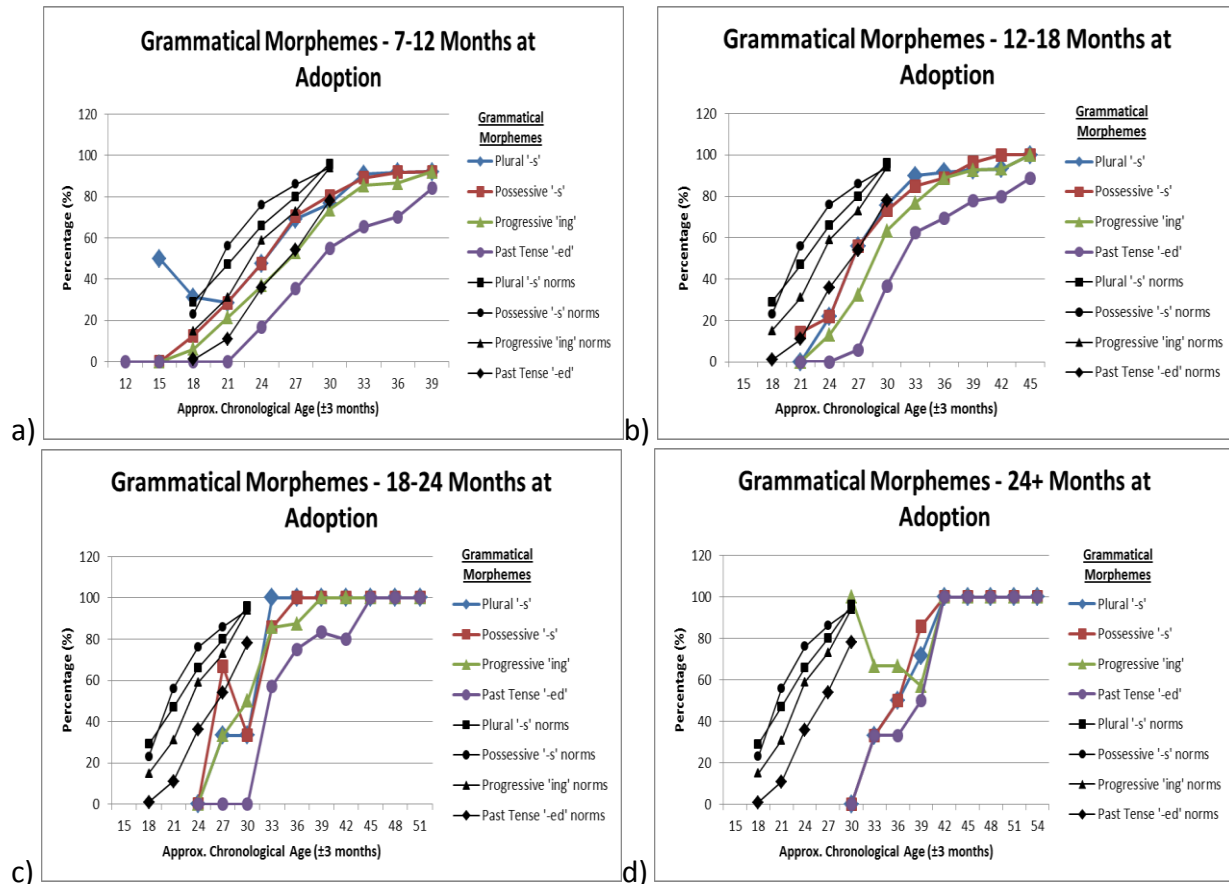 Grammatical Morphemes - 7-12 Months at
Adoption
120
100
80
60
40
20
0
Percentage (%)
12 15 18 21 24 27 30 33 36 39
Approx. Chronological Age (±3 months)
Grammatical
Morphemes
Plural '-s'
Possessive '-s'
Progressive 'ing'
Past Tense '-ed'
Plural '-s' norms
Possessive '-s' norms
Progressive 'ing' norms
Past Tense '-ed'
a)
Grammatical Morphemes - 12-18 Months at
Adoption
120
100
80
60
40
20
0
Percentage (%)
15 18 21 24 27 30 33 36 39 42 45
Approx. Chronological Age (±3 months)
Grammatical
Morphemes
Plural '-s'
Possessive '-s'
Progressive 'ing'
Past Tense '-ed'
Plural '-s' norms
Possessive '-s' norms
Progressive 'ing' norms
Past Tense '-ed' norms
b)
Grammatical Morphemes - 18-24 Months at
Adoption
120
100
80
60
40
20
0
Percentage (%)
15 18 21 24 27 30 33 36 39 42 45 48 51
Approx. Chronological Age (±3 months)
Grammatical
Morphemes
Plural '-s'
Possessive '-s'
Progressive 'ing'
Past Tense '-ed'
Plural '-s' norms
Possessive '-s' norms
Progressive 'ing' norms
Past Tense '-ed' norms
c)
Grammatical Morphemes - 24+ Months at
Adoption
120
100
80
60
40
20
0
Percentage (%)
15 18 21 24 27 30 33 36 39 42 45 48 51 54
Approx. Chronological Age (±3 months)
Grammatical
Morphemes
Plural '-s'
Possessive '-s'
Progressive 'ing'
Past Tense '-ed'
Plural '-s' norms
Possessive '-s' norms
Progressive 'ing' norms
Past Tense '-ed' norms
d)